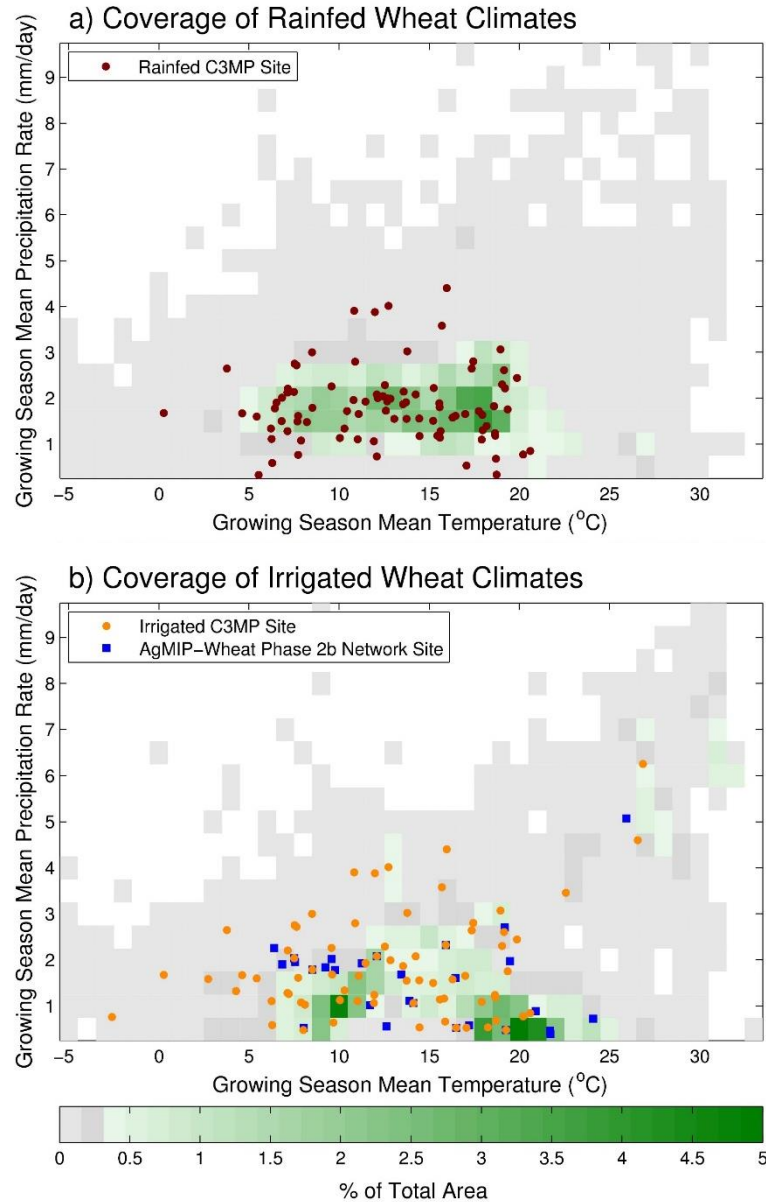 a) Coverage of Rainfed Wheat Climates
Rainfed C3MP Site
Growing Season Mean Precipitation Rate (mm/day)
9
8
7
6
5
4
3
2
1
−5 0 5 10 15 20 25 30
Growing Season Mean Temperature (°C)
b) Coverage of Irrigated Wheat Climates
Irrigated C3MP Site
AgMIP−Wheat Phase 2b Network Site
Growing Season Mean Precipitation Rate (mm/day)
9
8
7
6
5
4
3
2
1
−5 0 5 10 15 20 25 30
Growing Season Mean Temperature (°C)
0 0.5 1 1.5 2 2.5 3 3.5 4 4.5 5
% of Total Area